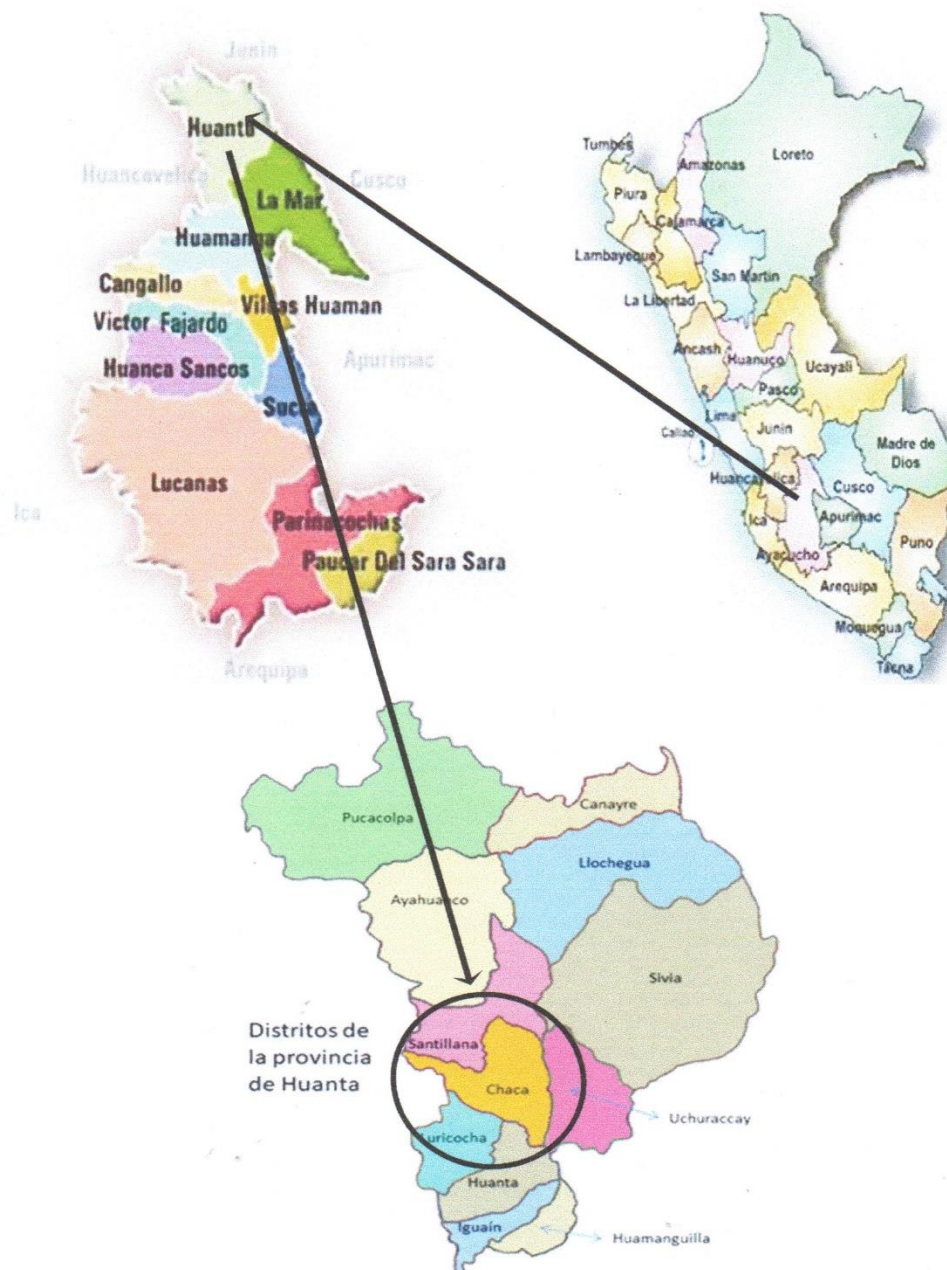 Junin
Huanta
Huancavelica
La Mar
Cusco
Huamanga
Cangallo
Vilcas Huaman
Victor Fajardo
Huanca Sancos
Apurimac
Sucre
Lucanas
Ica
Parinacochas
Paucar Del Sara Sara
Arequipa
Tumbes
Amazonas
Loreto
Piura
Cajamarca
Lambayeque
San Martin
La Libertad
Ancash
Huanuco
Ucayali
Pasco
Lima
Callao
Junin
Madre de
Dios
Huancavelica
Cusco
Ica
Apurimac
Puno
Ayacucho
Arequipa
Moquegua
Tacna
Canayre
Pucacolpa
Llochegua
Ayahuanco
Sivia
Distritos de
la provincia
de Huanta
Santillana
Chaca
Uchuraccay
Luricocha
Huanta
Iguaín
Huamanguilla